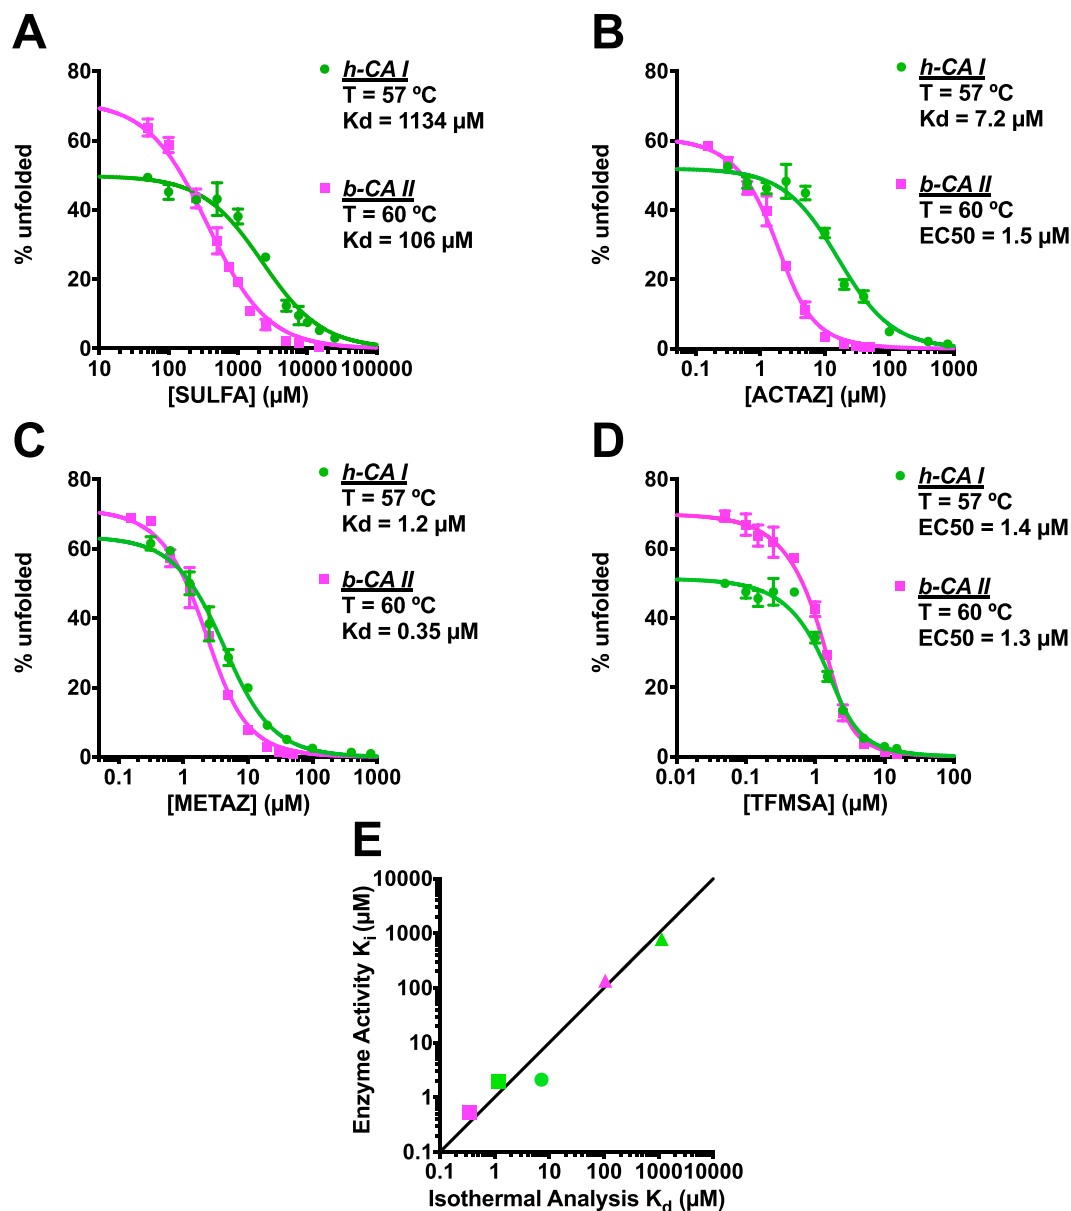 A
% unfolded
80
60
40
20
0
10
100
1000
10000
100000
[SULFA] (µM)
h-CA I
T = 57 ºC
Kd = 1134 µM
b-CA II
T = 60 ºC
Kd = 106 µM
B
% unfolded
80
60
40
20
0
0.1
1
10
100
1000
[ACTAZ] (µM)
h-CA I
T = 57 ºC
Kd = 7.2 µM
b-CA II
T = 60 ºC
EC50 = 1.5 µM
C
% unfolded
80
60
40
20
0
0.1
1
10
100
1000
[METAZ] (µM)
h-CA I
T = 57 ºC
Kd = 1.2 µM
b-CA II
T = 60 ºC
Kd = 0.35 µM
D
% unfolded
80
60
40
20
0
0.01
0.1
1
10
100
[TFMSA] (µM)
h-CA I
T = 57 ºC
EC50 = 1.4 µM
b-CA II
T = 60 ºC
EC50 = 1.3 µM
E
Enzyme Activity Ki (µM)
10000
1000
100
10
1
0.1
0.1
1
10
100
1000
10000
Isothermal Analysis Kd (µM)